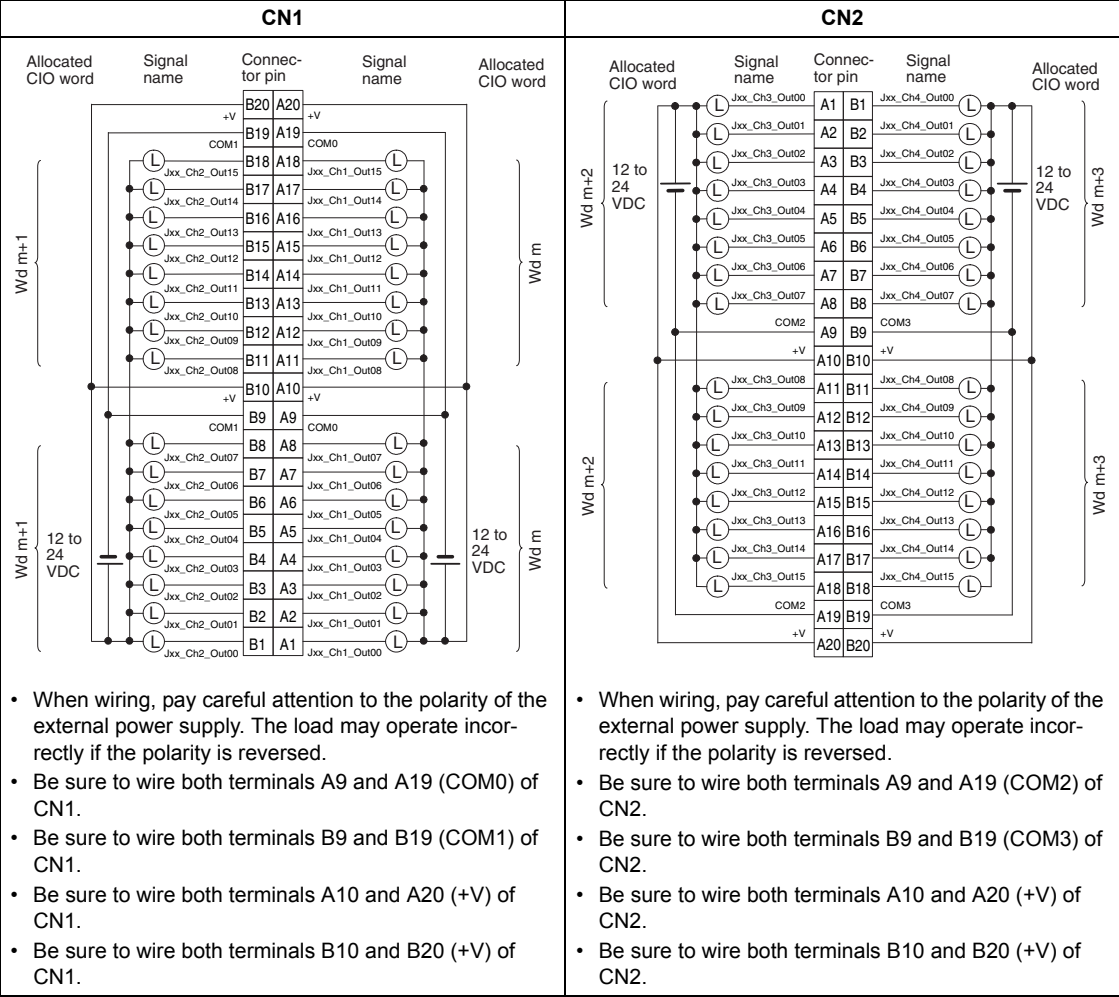 CN1
Allocated CIO word
Signal name
Connec-tor pin
Signal name
Allocated CIO word
B20 A20
+V +V
B19 A19
COM1 COM0
L B18 A18 L
Jxx_Ch2_Out15 Jxx_Ch1_Out15
L B17 A17 L
Jxx_Ch2_Out14 Jxx_Ch1_Out14
L B16 A16 L
Jxx_Ch2_Out13 Jxx_Ch1_Out13
L B15 A15 L
Jxx_Ch2_Out12 Jxx_Ch1_Out12
L B14 A14 L
Jxx_Ch2_Out11 Jxx_Ch1_Out11
L B13 A13 L
Jxx_Ch2_Out10 Jxx_Ch1_Out10
L B12 A12 L
Jxx_Ch2_Out09 Jxx_Ch1_Out09
L B11 A11 L
Jxx_Ch2_Out08 Jxx_Ch1_Out08
Wd m+1
Wd m
B10 A10
+V +V
B9 A9
COM1 COM0
L B8 A8 L
Jxx_Ch2_Out07 Jxx_Ch1_Out07
L B7 A7 L
Jxx_Ch2_Out06 Jxx_Ch1_Out06
L B6 A6 L
Jxx_Ch2_Out05 Jxx_Ch1_Out05
L B5 A5 L
Jxx_Ch2_Out04 Jxx_Ch1_Out04
L B4 A4 L
Jxx_Ch2_Out03 Jxx_Ch1_Out03
L B3 A3 L
Jxx_Ch2_Out02 Jxx_Ch1_Out02
L B2 A2 L
Jxx_Ch2_Out01 Jxx_Ch1_Out01
L B1 A1 L
Jxx_Ch2_Out00 Jxx_Ch1_Out00
Wd m+1
12 to
24
VDC
12 to
24
VDC
Wd m
• When wiring, pay careful attention to the polarity of the
external power supply. The load may operate incor-
rectly if the polarity is reversed.
• Be sure to wire both terminals A9 and A19 (COM0) of
CN1.
• Be sure to wire both terminals B9 and B19 (COM1) of
CN1.
• Be sure to wire both terminals A10 and A20 (+V) of
CN1.
• Be sure to wire both terminals B10 and B20 (+V) of
CN1.
CN2
Allocated CIO word
Signal name
Connec-tor pin
Signal name
Allocated CIO word
L Jxx_Ch3_Out00 A1 B1 Jxx_Ch4_Out00 L
L Jxx_Ch3_Out01 A2 B2 Jxx_Ch4_Out01 L
L Jxx_Ch3_Out02 A3 B3 Jxx_Ch4_Out02 L
L Jxx_Ch3_Out03 A4 B4 Jxx_Ch4_Out03 L
L Jxx_Ch3_Out04 A5 B5 Jxx_Ch4_Out04 L
L Jxx_Ch3_Out05 A6 B6 Jxx_Ch4_Out05 L
L Jxx_Ch3_Out06 A7 B7 Jxx_Ch4_Out06 L
L Jxx_Ch3_Out07 A8 B8 Jxx_Ch4_Out07 L
Wd m+2
12 to
24
VDC
12 to
24
VDC
Wd m+3
COM2 A9 B9 COM3
+V A10 B10 +V
L Jxx_Ch3_Out08 A11 B11 Jxx_Ch4_Out08 L
L Jxx_Ch3_Out09 A12 B12 Jxx_Ch4_Out09 L
L Jxx_Ch3_Out10 A13 B13 Jxx_Ch4_Out10 L
L Jxx_Ch3_Out11 A14 B14 Jxx_Ch4_Out11 L
L Jxx_Ch3_Out12 A15 B15 Jxx_Ch4_Out12 L
L Jxx_Ch3_Out13 A16 B16 Jxx_Ch4_Out13 L
L Jxx_Ch3_Out14 A17 B17 Jxx_Ch4_Out14 L
L Jxx_Ch3_Out15 A18 B18 Jxx_Ch4_Out15 L
Wd m+2
Wd m+3
COM2 A19 B19 COM3
+V A20 B20 +V
• When wiring, pay careful attention to the polarity of the
external power supply. The load may operate incor-
rectly if the polarity is reversed.
• Be sure to wire both terminals A9 and A19 (COM2) of
CN2.
• Be sure to wire both terminals B9 and B19 (COM3) of
CN2.
• Be sure to wire both terminals A10 and A20 (+V) of
CN2.
• Be sure to wire both terminals B10 and B20 (+V) of
CN2.